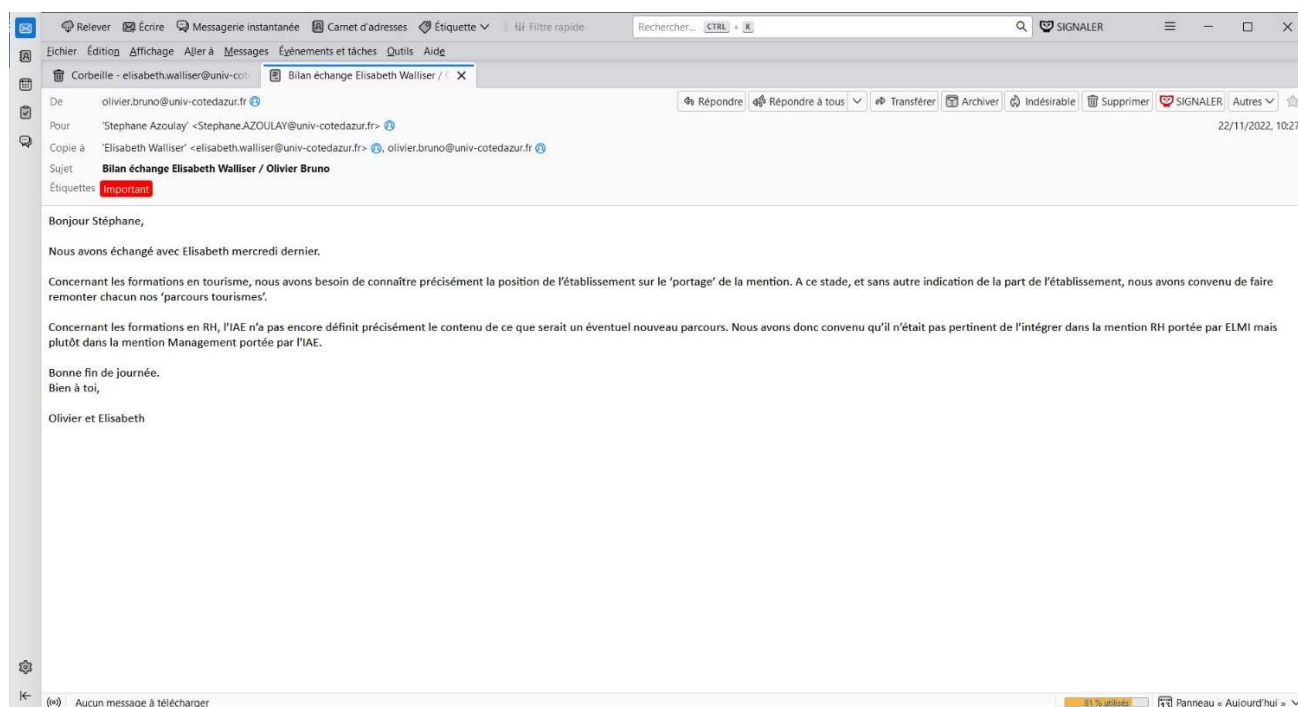 Relever Écrire Messagerie instantanée Carnet d'adresses Étiquette Filtre rapide Rechercher... CTRL + K SIGNALER
Fichier Édition Affichage Aller à Messages Évènements et tâches Outils Aide
Corbeille - elisabeth.walliser@univ-cot Bilan échange Elisabeth Walliser /
De olivier.bruno@univ-cotedazur.fr Répondre Répondre à tous Transférer Archiver Indésirable Supprimer SIGNALER Autres
Pour 'Stephane Azoulay' <Stephane.AZOULAY@univ-cotedazur.fr> 22/11/2022, 10:27
Copie à 'Elisabeth Walliser' <elisabeth.walliser@univ-cotedazur.fr>, olivier.bruno@univ-cotedazur.fr
Sujet Bilan échange Elisabeth Walliser / Olivier Bruno
Étiquettes Important
Bonjour Stéphane,
Nous avons échangé avec Elisabeth mercredi dernier.
Concernant les formations en tourisme, nous avons besoin de connaître précisément la position de l'établissement sur le 'portage' de la mention. A ce stade, et sans autre indication de la part de l'établissement, nous avons convenu de faire
remonter chacun nos 'parcours tourismes'.
Concernant les formations en RH, l'IAE n'a pas encore définit précisément le contenu de ce que serait un éventuel nouveau parcours. Nous avons donc convenu qu'il n'était pas pertinent de l'intégrer dans la mention RH portée par ELMI mais
plutôt dans la mention Management portée par l'IAE.
Bonne fin de journée.
Bien à toi,
Olivier et Elisabeth
Aucun message à télécharger 81 % utilisés 13 Panneau « Aujourd'hui »